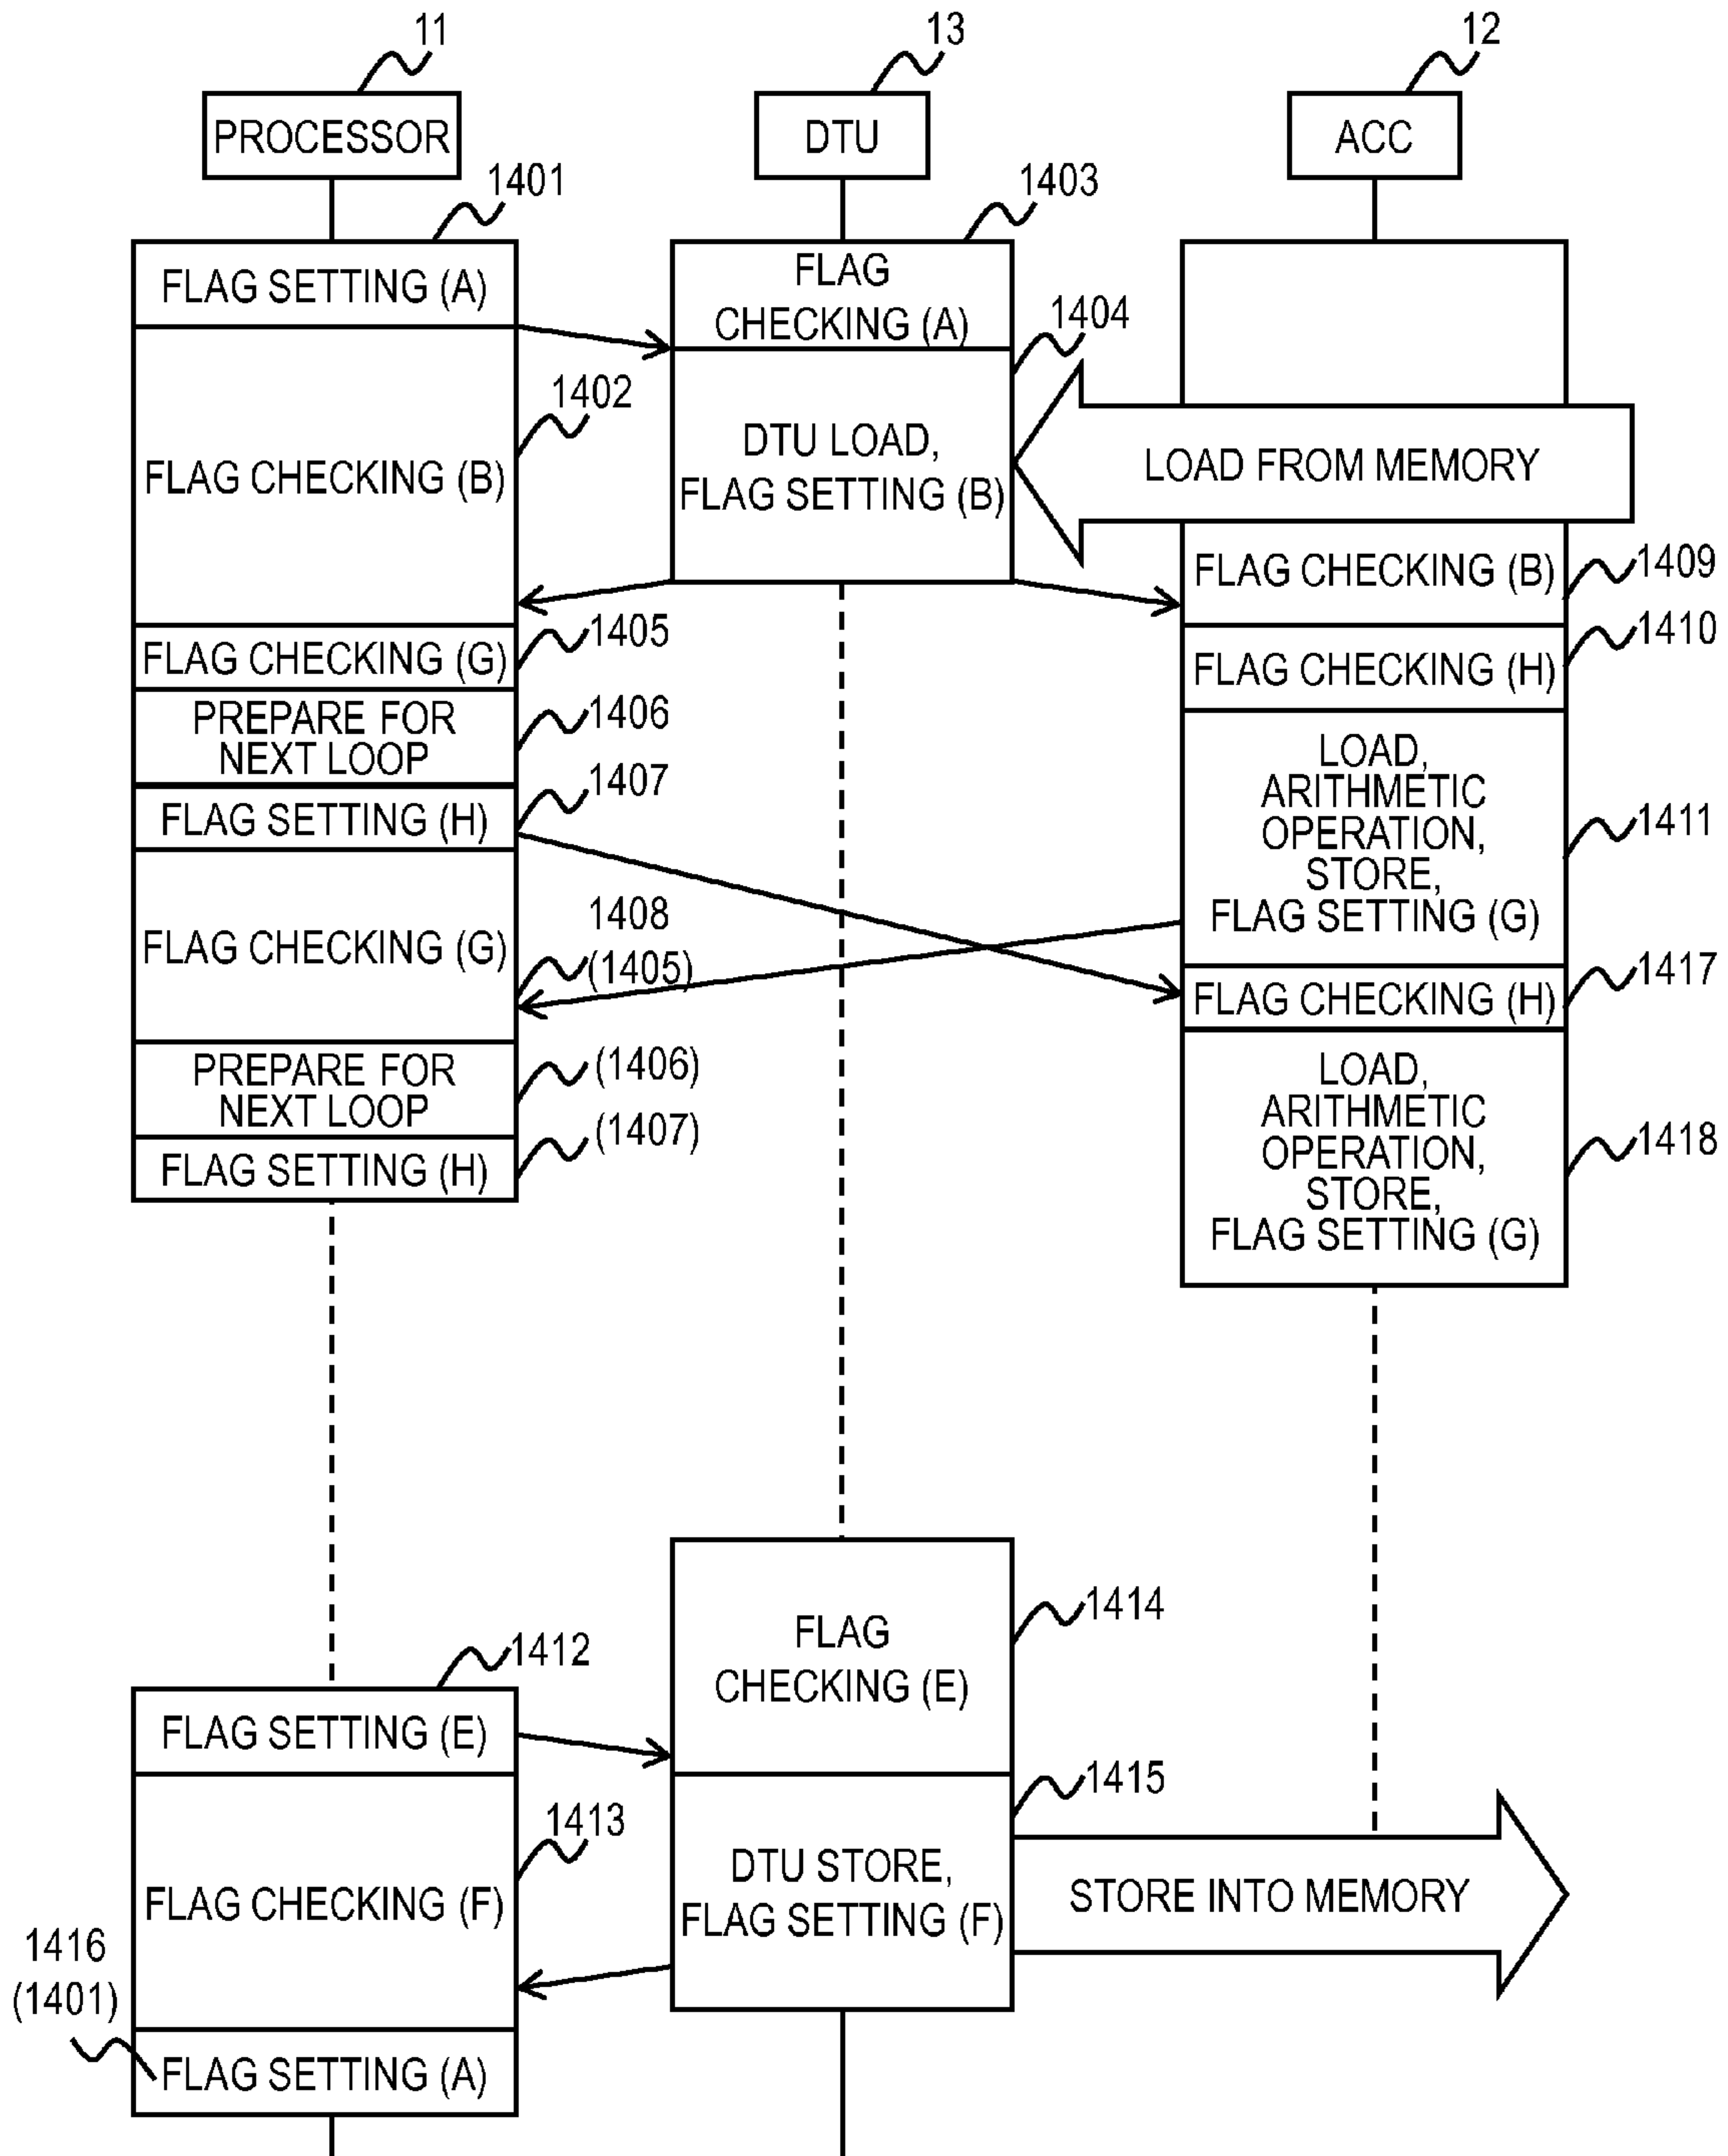 11
13
12
PROCESSOR
DTU
ACC
1401
1403
FLAG SETTING (A)
FLAG
CHECKING (A)
1404
1402
FLAG CHECKING (B)
DTU LOAD,
FLAG SETTING (B)
LOAD FROM MEMORY
FLAG CHECKING (B)
1409
1405
FLAG CHECKING (G)
1410
FLAG CHECKING (H)
PREPARE FOR
NEXT LOOP
1406
1407
FLAG SETTING (H)
LOAD,
ARITHMETIC
OPERATION,
STORE,
FLAG SETTING (G)
1411
FLAG CHECKING (G)
1408
(1405)
FLAG CHECKING (H)
1417
PREPARE FOR
NEXT LOOP
(1406)
FLAG SETTING (H)
(1407)
LOAD,
ARITHMETIC
OPERATION,
STORE,
FLAG SETTING (G)
1418
FLAG
CHECKING (E)
1414
1412
FLAG SETTING (E)
1415
1413
FLAG CHECKING (F)
DTU STORE,
FLAG SETTING (F)
STORE INTO MEMORY
1416
(1401)
FLAG SETTING (A)